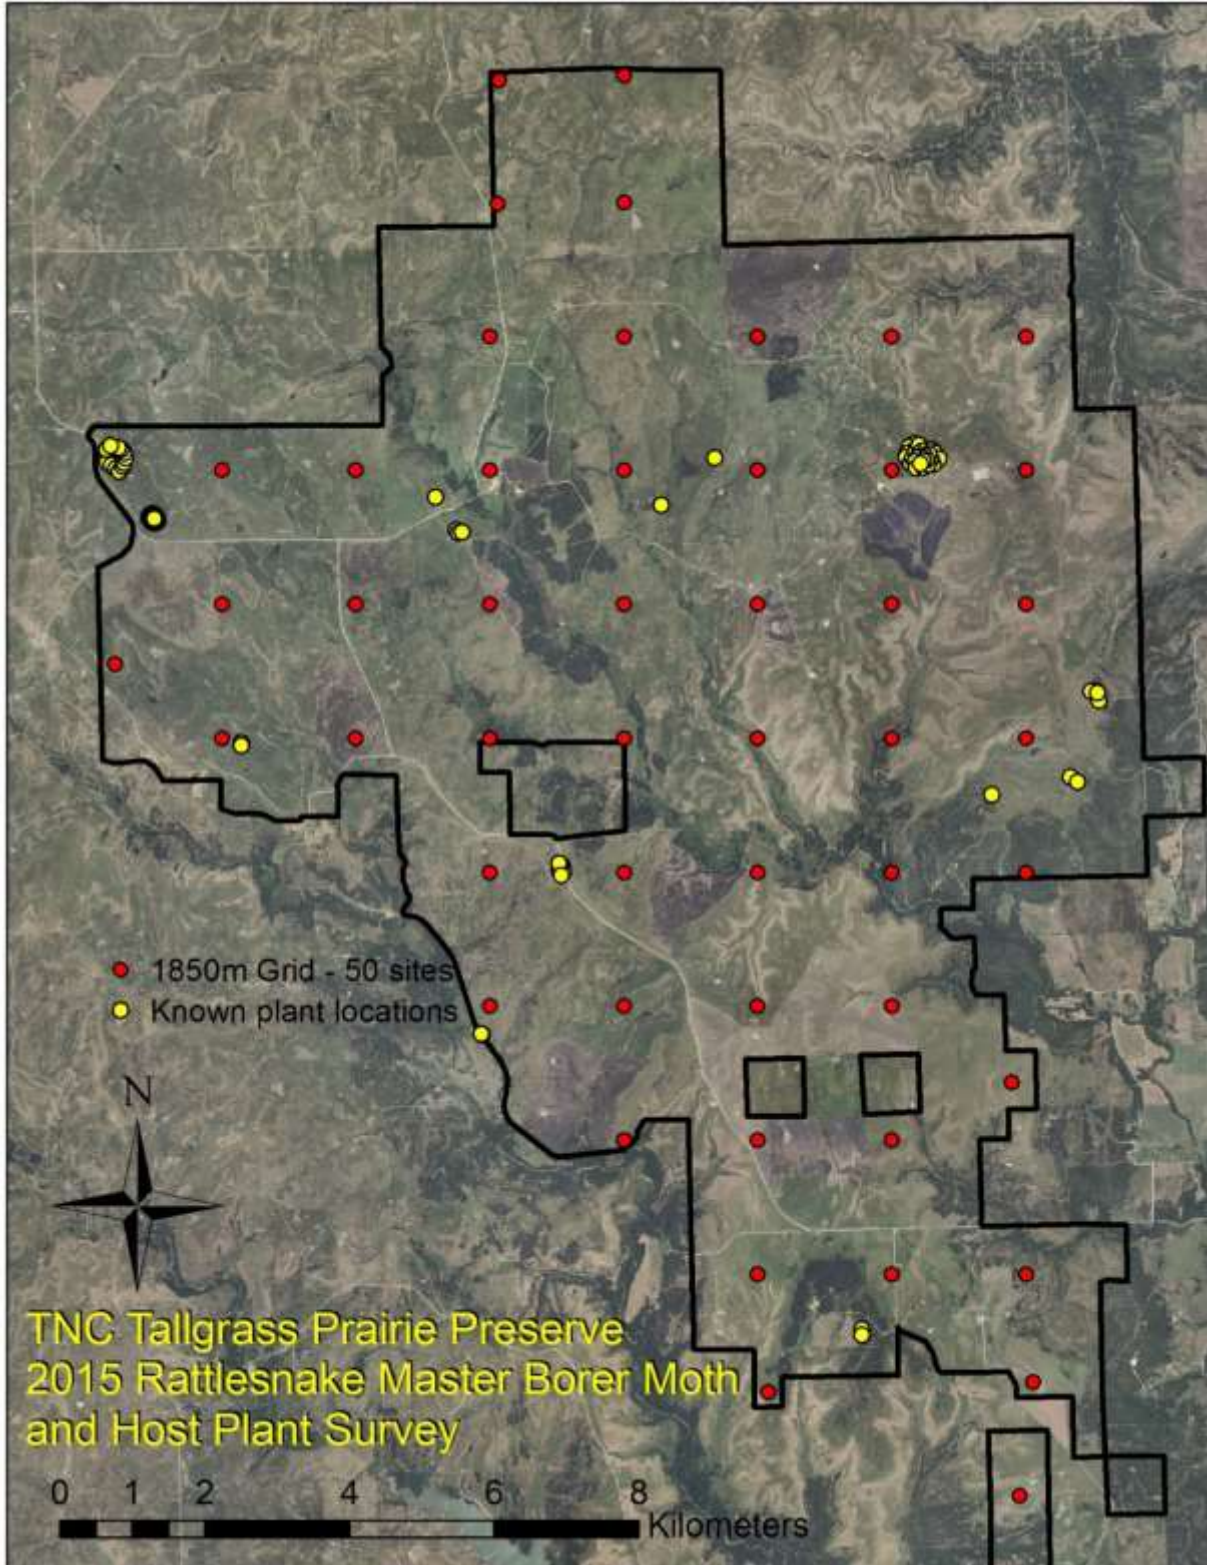 1850m Grid - 50 sites
Known plant locations
N
TNC Tallgrass Prairie Preserve
2015 Rattlesnake Master Borer Moth
and Host Plant Survey
0 1 2 4 6 8
Kilometers